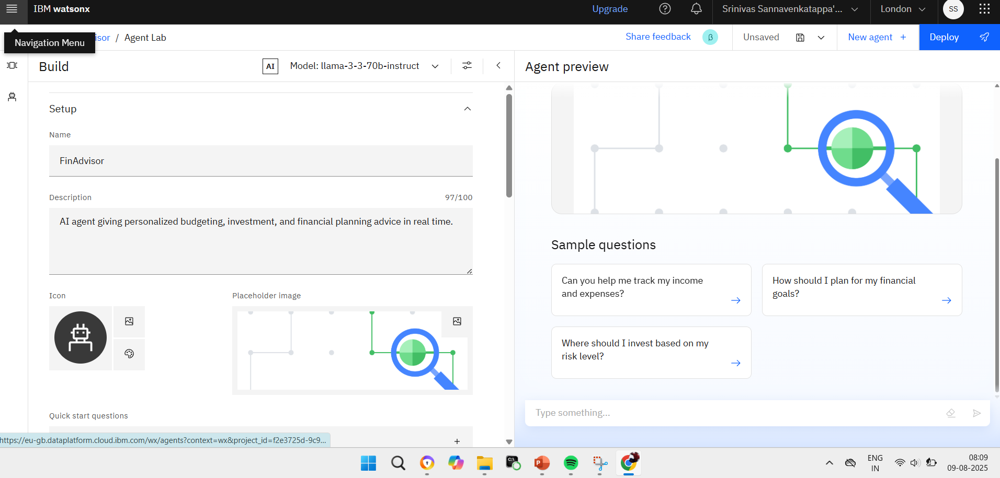 IBM watsonx
Upgrade
Srinivas Sannavenkatappa'...
London
SS
Navigation Menu
isor / Agent Lab
Share feedback
β
Unsaved
New agent +
Deploy
Build
AI
Model: llama-3-3-70b-instruct
Agent preview
Setup
Name
FinAdvisor
Description
97/100
AI agent giving personalized budgeting, investment, and financial planning advice in real time.
Icon
Placeholder image
Quick start questions
+
https://eu-gb.dataplatform.cloud.ibm.com/wx/agents?context=wx&project_id=f2e3725d-9c9...
Sample questions
Can you help me track my income
and expenses?
How should I plan for my financial
goals?
Where should I invest based on my
risk level?
Type something...
ENG
IN
08:09
09-08-2025